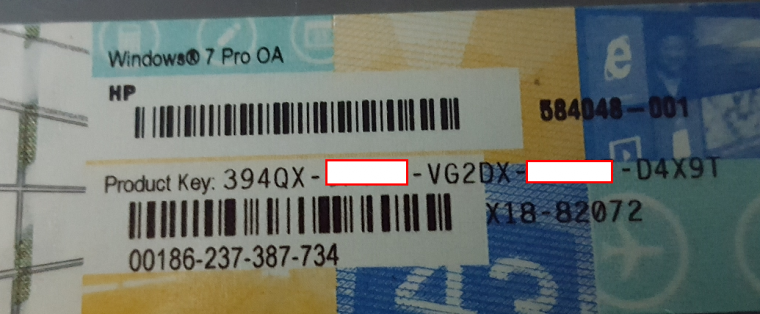 Windows® 7 Pro OA
HP
584048-001
Product Key: 394QX- -VG2DX- -D4X9T
X18-82072
00186-237-387-734